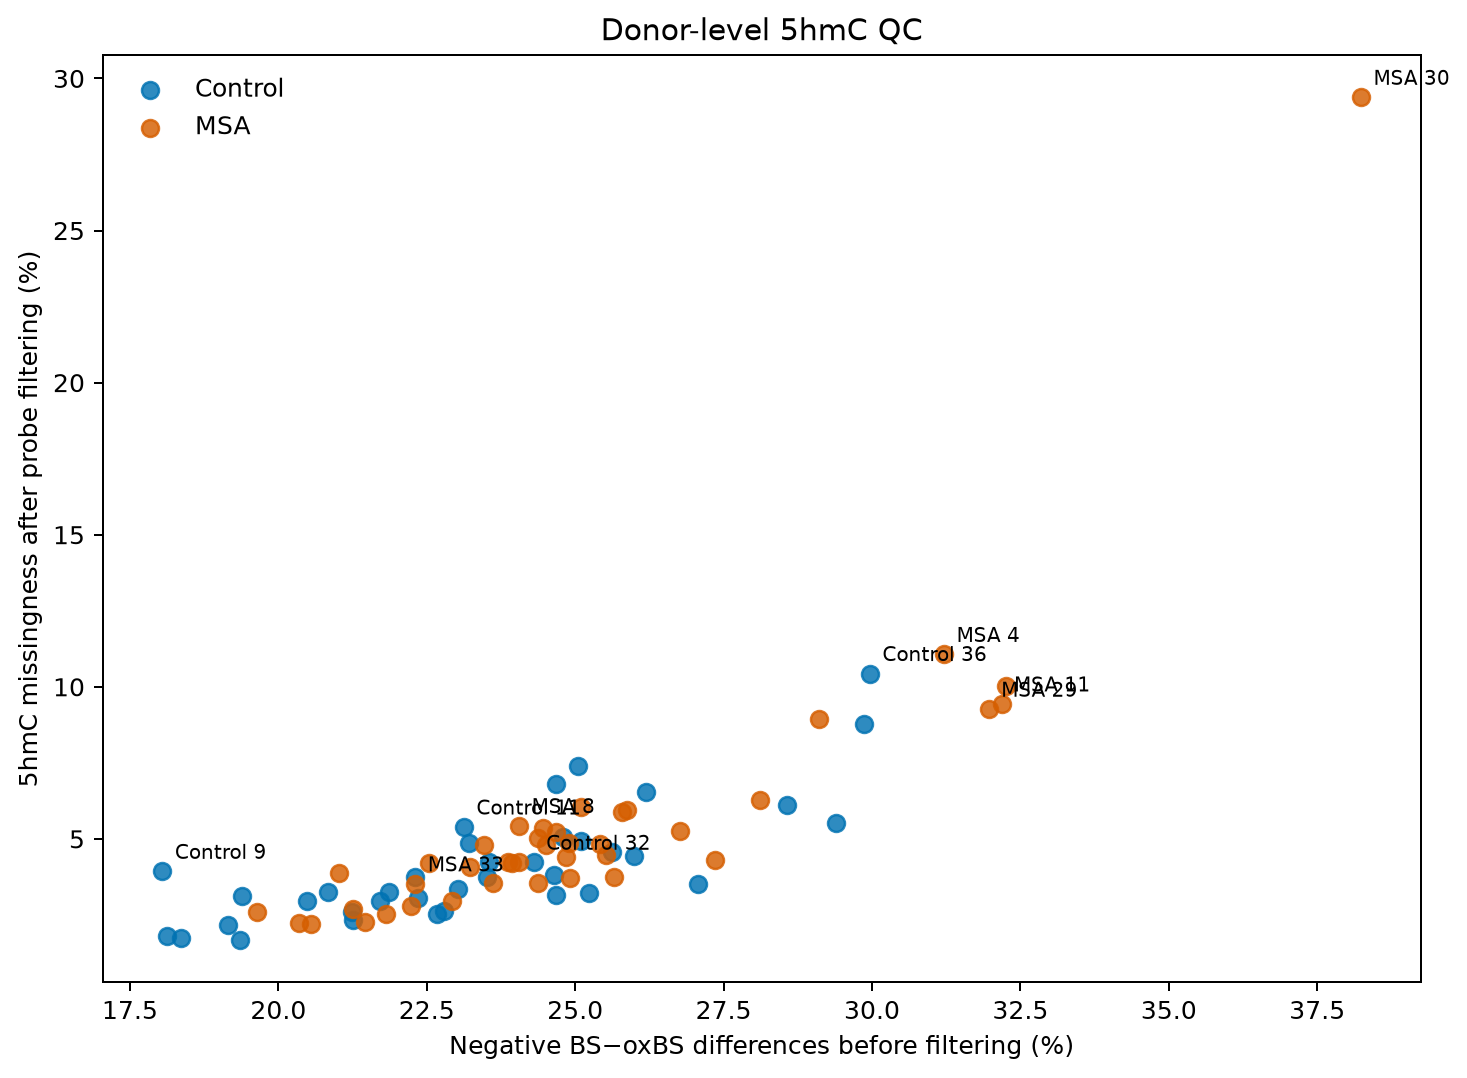 Donor-level 5hmC QC
Control
MSA
MSA 30
MSA 4
Control 36
MSA 11
MSA 29
MSA 8
Control 32
Control 9
MSA 33
30
25
20
15
10
5
17.5 20.0 22.5 25.0 27.5 30.0 32.5 35.0 37.5
5hmC missingness after probe filtering (%)
Negative BS−oxBS differences before filtering (%)